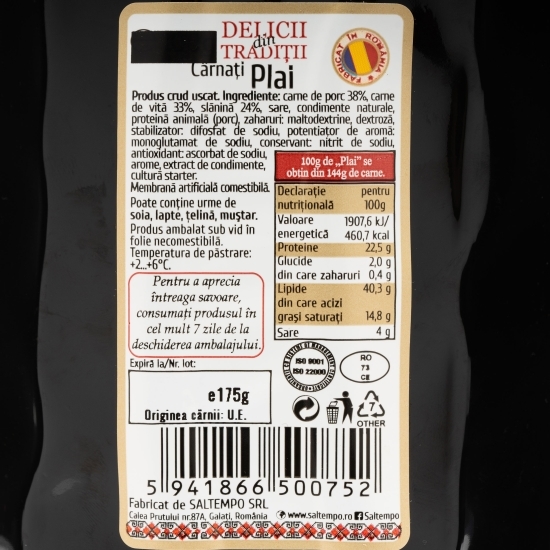 DELICII
din
TRADIȚII
FABRICAT ÎN ROMÂNIA
Cârnați Plai
Produs crud uscat. Ingrediente: carne de porc 38%, carne
de vită 33%, slănină 24%, sare, condimente naturale,
proteină animală (porc), zaharuri: maltodextrine, dextroză,
stabilizator: difosfat de sodiu, potențiator de aromă:
monoglutamat de sodiu, conservant: nitrit de sodiu,
antioxidant: ascorbat de sodiu,
arome, extract de condimente,
cultură starter.
Membrană artificială comestibilă.
Poate conține urme de
soia, lapte, țelină, muștar.
Produs ambalat sub vid în
folie necomestibilă.
Temperatura de păstrare:
+2...+6°C.
Pentru a aprecia
întreaga savoare,
consumați produsul în
cel mult 7 zile de la
deschiderea ambalajului.
100g de „Plai” se
obțin din 144g de carne.
Declarație pentru
nutrițională 100g
Valoare 1907,6 kJ/
energetică 460,7 kcal
Proteine 22,5 g
Glucide 2,0 g
din care zaharuri 0,4 g
Lipide 40,3 g
din care acizi
grași saturați 14,8 g
Sare 4 g
Expiră la/Nr. lot:
e175g
Originea cărnii: U.E.
ISO 9001
ISO 22000
RO
73
CE
7
OTHER
5 941866 500752
Fabricat de SALTEMPO SRL
Calea Prutului nr.87A, Galați, România
www.saltempo.ro Saltempo